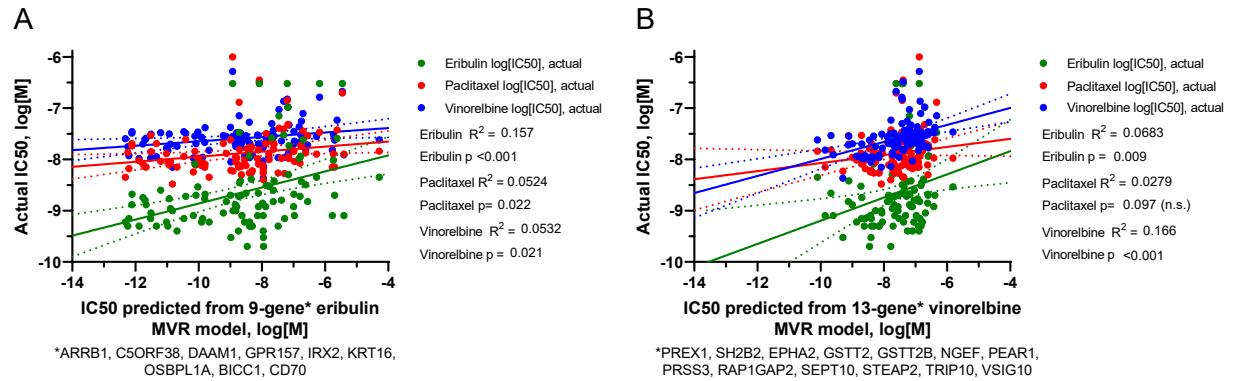 A
Actual IC50, log[M]
-6
-7
-8
-9
-10
-14
-12
-10
-8
-6
-4
IC50 predicted from 9-gene* eribulin
MVR model, log[M]
*ARRB1, C5ORF38, DAAM1, GPR157, IRX2, KRT16,
OSBPL1A, BICC1, CD70
Eribulin log[IC50], actual
Paclitaxel log[IC50], actual
Vinorelbine log[IC50], actual
Eribulin R² = 0.157
Eribulin p <0.001
Paclitaxel R² = 0.0524
Paclitaxel p= 0.022
Vinorelbine R² = 0.0532
Vinorelbine p = 0.021
B
Actual IC50, log[M]
-6
-7
-8
-9
-10
-14
-12
-10
-8
-6
-4
IC50 predicted from 13-gene* vinorelbine
MVR model, log[M]
*PREX1, SH2B2, EPHA2, GSTT2, GSTT2B, NGEF, PEAR1,
PRSS3, RAP1GAP2, SEPT10, STEAP2, TRIP10, VSIG10
Eribulin log[IC50], actual
Paclitaxel log[IC50], actual
Vinorelbine log[IC50], actual
Eribulin R² = 0.0683
Eribulin p = 0.009
Paclitaxel R² = 0.0279
Paclitaxel p= 0.097 (n.s.)
Vinorelbine R² = 0.166
Vinorelbine p <0.001